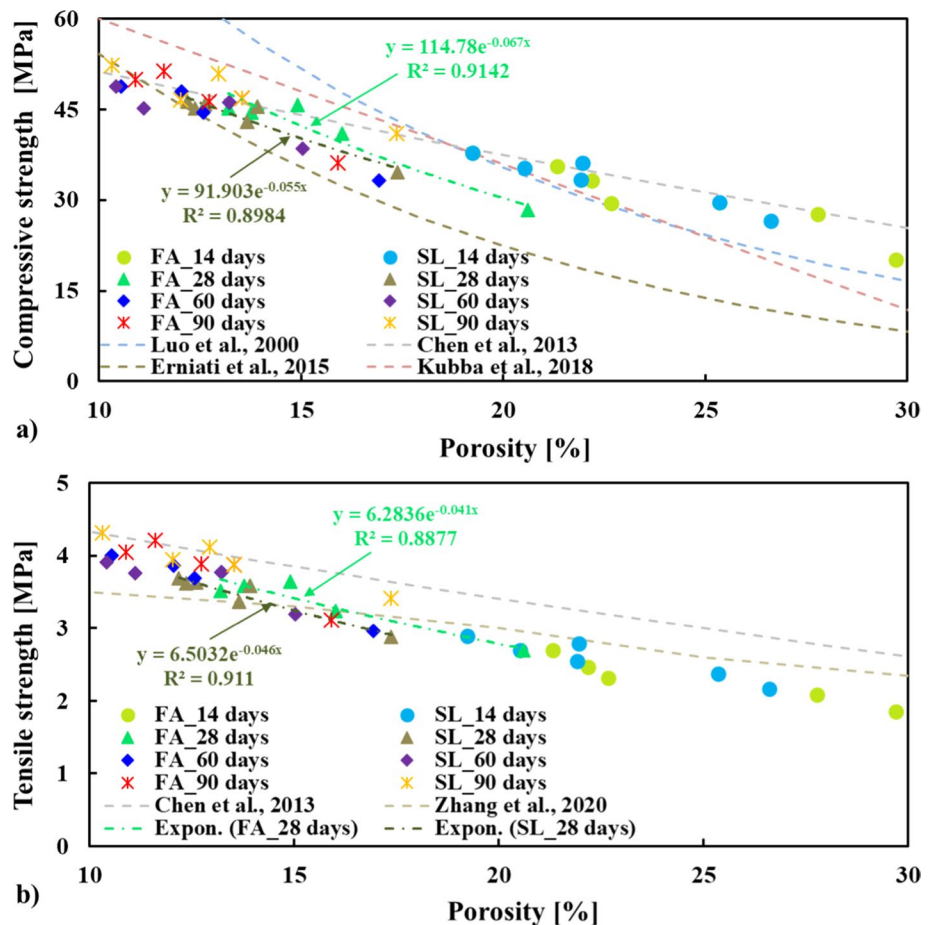 60
45
30
15
0
Compressive strength [MPa]
y = 114.78e^-0.067x
R² = 0.9142
y = 91.903e^-0.055x
R² = 0.8984
FA_14 days SL_14 days
FA_28 days SL_28 days
FA_60 days SL_60 days
FA_90 days SL_90 days
Luo et al., 2000 Chen et al., 2013
Erniati et al., 2015 Kubba et al., 2018
10 15 20 25 30
a)
Porosity [%]
5
4
3
2
1
0
Tensile strength [MPa]
y = 6.2836e^-0.041x
R² = 0.8877
y = 6.5032e^-0.046x
R² = 0.911
FA_14 days SL_14 days
FA_28 days SL_28 days
FA_60 days SL_60 days
FA_90 days SL_90 days
Chen et al., 2013 Zhang et al., 2020
Expon. (FA_28 days) Expon. (SL_28 days)
10 15 20 25 30
b)
Porosity [%]